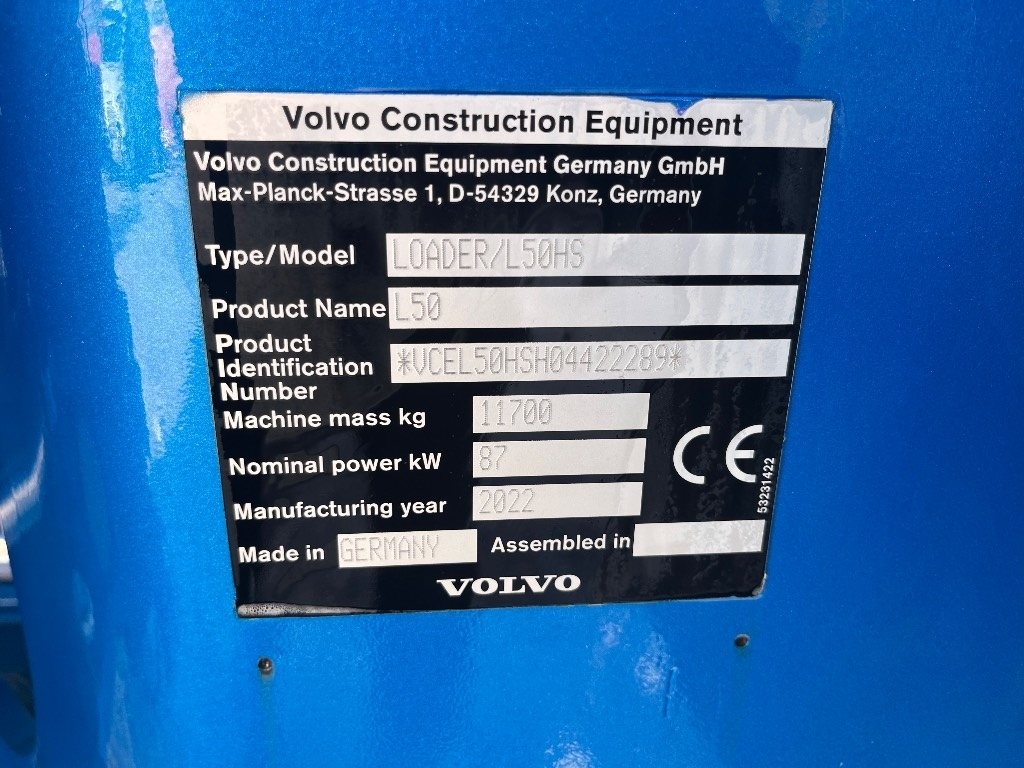 Volvo Construction Equipment
Volvo Construction Equipment Germany GmbH
Max-Planck-Strasse 1, D-54329 Konz, Germany
Type/Model LOADER/L50HS
Product Name L50
Product
Identification *VCEL50HSH04422289*
Number
Machine mass kg 11700
Nominal power kW 87
CE
Manufacturing year 2022
53231422
Made in GERMANY Assembled in
VOLVO